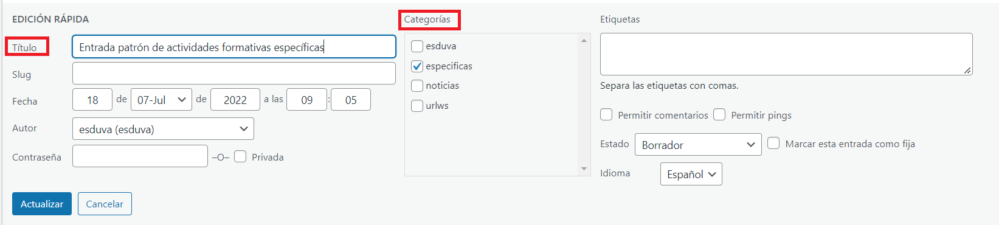 EDICIÓN RÁPIDA
Título
Entrada patrón de actividades formativas específicas
Slug
Fecha 18 de 07-Jul de 2022 a las 09 : 05
Autor esduva (esduva)
Contraseña –O– Privada
Actualizar Cancelar
Categorías
esduva
especificas
noticias
urlws
Etiquetas
Separa las etiquetas con comas.
Permitir comentarios Permitir pings
Estado Borrador Marcar esta entrada como fija
Idioma Español